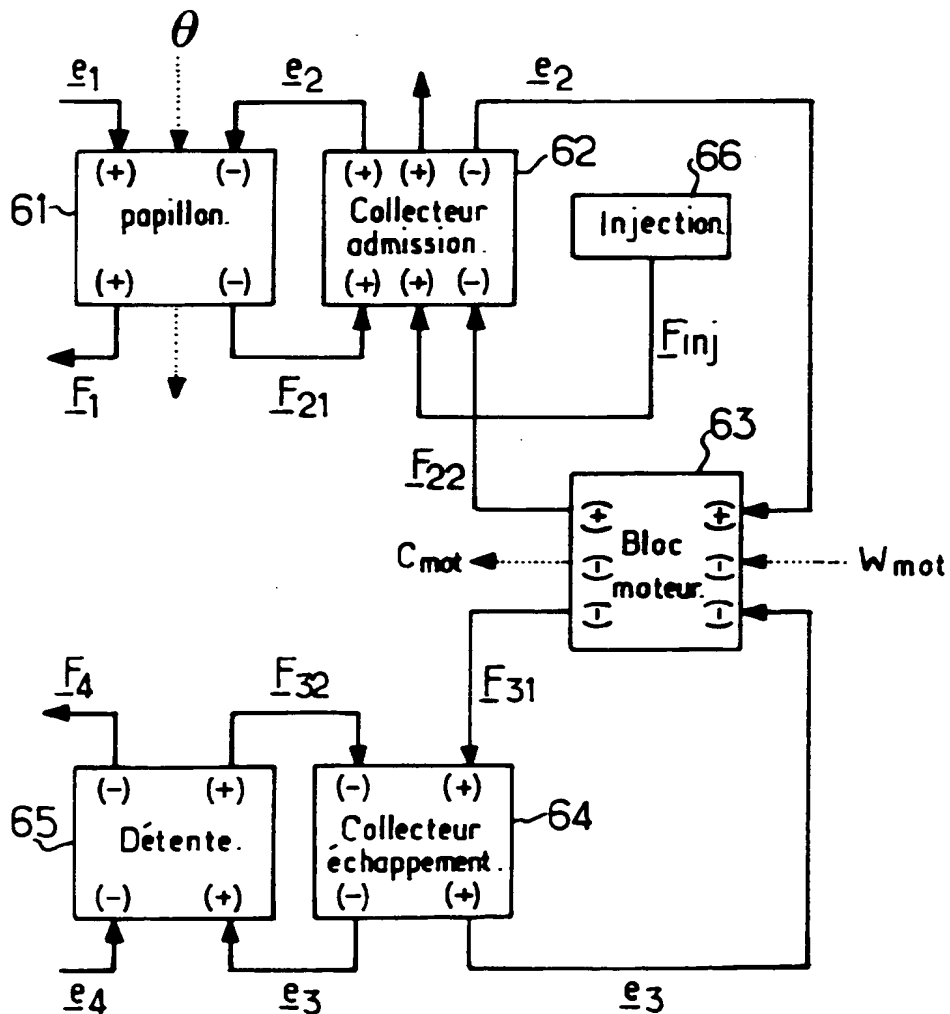 θ
e1
e2
e2
62
66
(+)
(-)
(+) (+) (-)
61
papillon.
Collecteur
admission.
Injection
(+)
(-)
(+) (+) (-)
F1
F21
Finj
63
F22
(+)
(+)
Bloc
Cmot
(-)
(-)
Wmot
moteur.
(-)
(-)
F4
F32
F31
(-)
(+)
(-)
(+)
65
Détente.
Collecteur
échappement.
64
(-)
(+)
(-)
(+)
e4
e3
e3